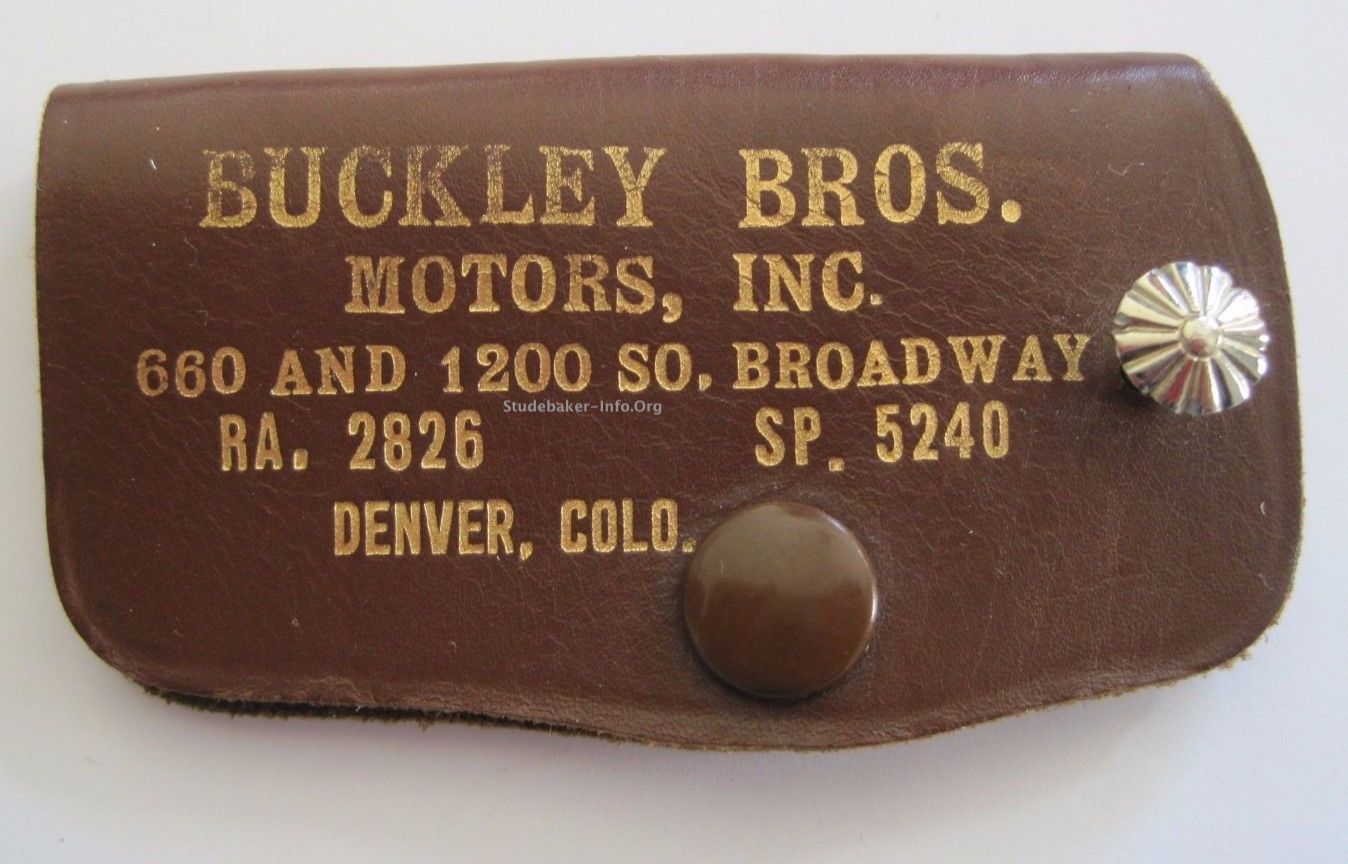 BUCKLEY BROS.
MOTORS, INC.
660 AND 1200 SO. BROADWAY
Studebaker-Info.Org
RA. 2826 SP. 5240
DENVER, COLO.